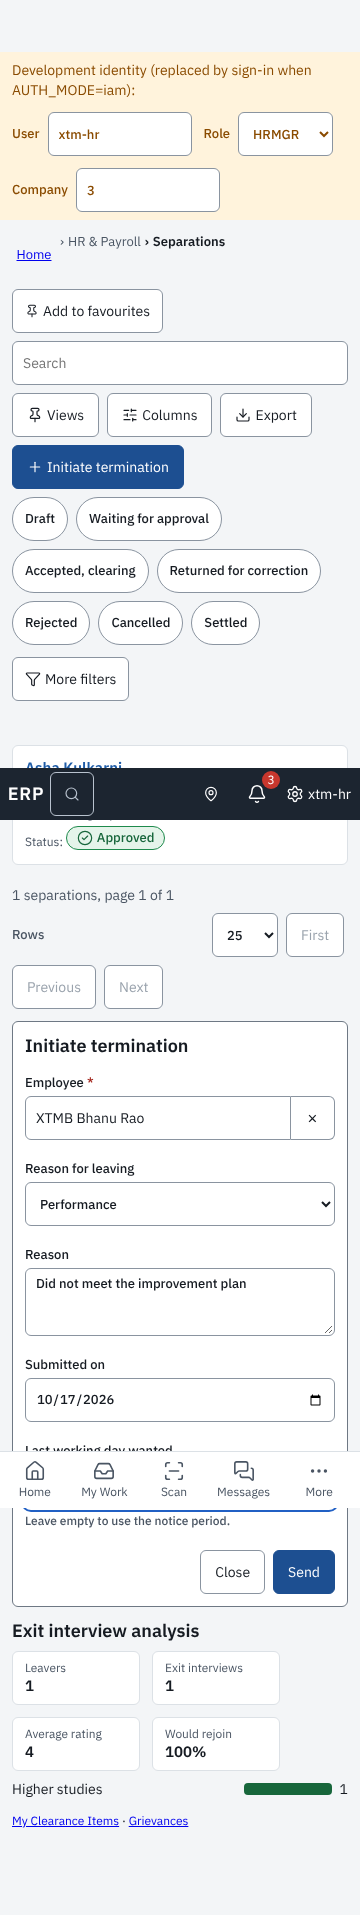 Development identity (replaced by sign-in when
AUTH_MODE=iam):
User xtm-hr Role HRMGR
Company 3
Home › HR & Payroll › Separations
Add to favourites
Search
Views Columns Export
Initiate termination
Draft Waiting for approval
Accepted, clearing Returned for correction
Rejected Cancelled Settled
More filters
Asha Kulkarni
ERP 3 xtm-hr
Status: Approved
1 separations, page 1 of 1
Rows 25 First
Previous Next
Initiate termination
Employee *
XTMB Bhanu Rao ×
Reason for leaving
Performance
Reason
Did not meet the improvement plan
Submitted on
10/17/2026
Last working day wanted
Home My Work Scan Messages More
Leave empty to use the notice period.
Close Send
Exit interview analysis
Leavers Exit interviews
1 1
Average rating Would rejoin
4 100%
Higher studies 1
My Clearance Items · Grievances